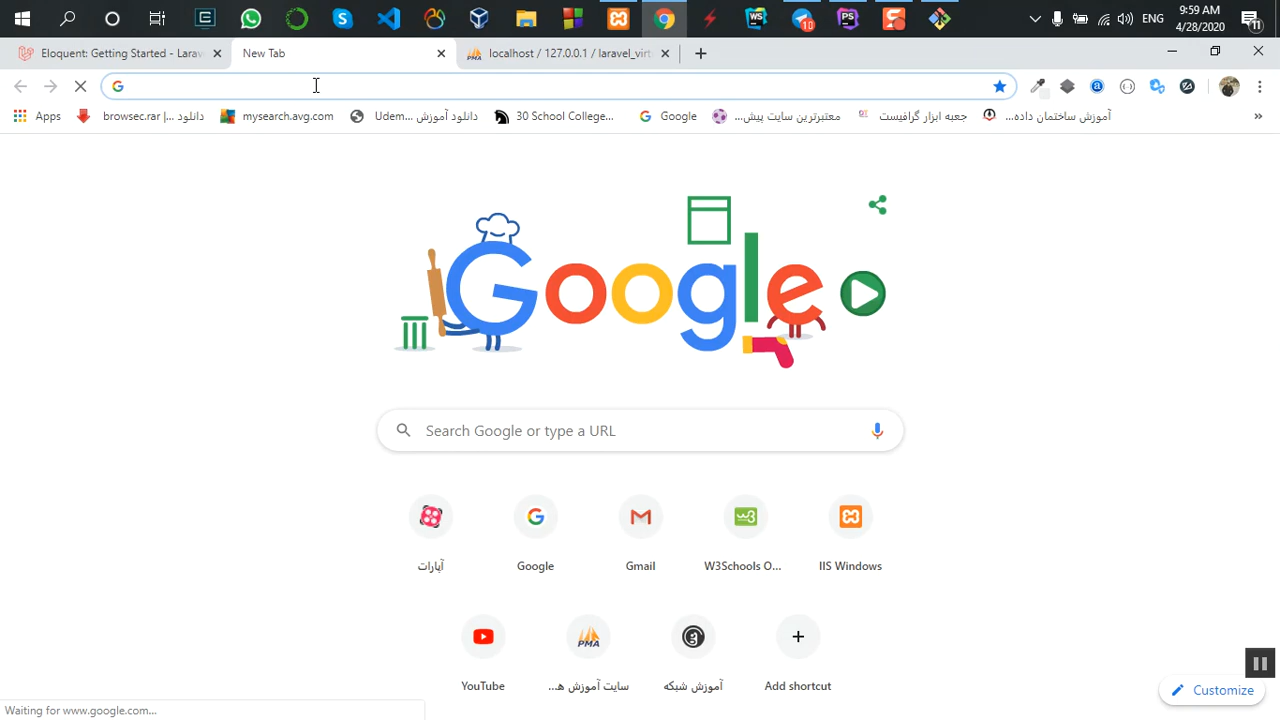 10
ENG
9:59 AM
4/28/2020
11
Eloquent: Getting Started - Larav
New Tab
localhost / 127.0.0.1 / laravel_virt
Apps
دانلود | browsec.rar...
mysearch.avg.com
دانلود آموزش Udem...
30 School College...
Google
معتبرترین سایت پیش...
جعبه ابزار گرافیست
آموزش ساختمان داده...
Google
Search Google or type a URL
آپارات
Google
Gmail
W3Schools O...
IIS Windows
YouTube
سایت آموزش ه...
آموزش شبکه
Add shortcut
Waiting for www.google.com...
Customize